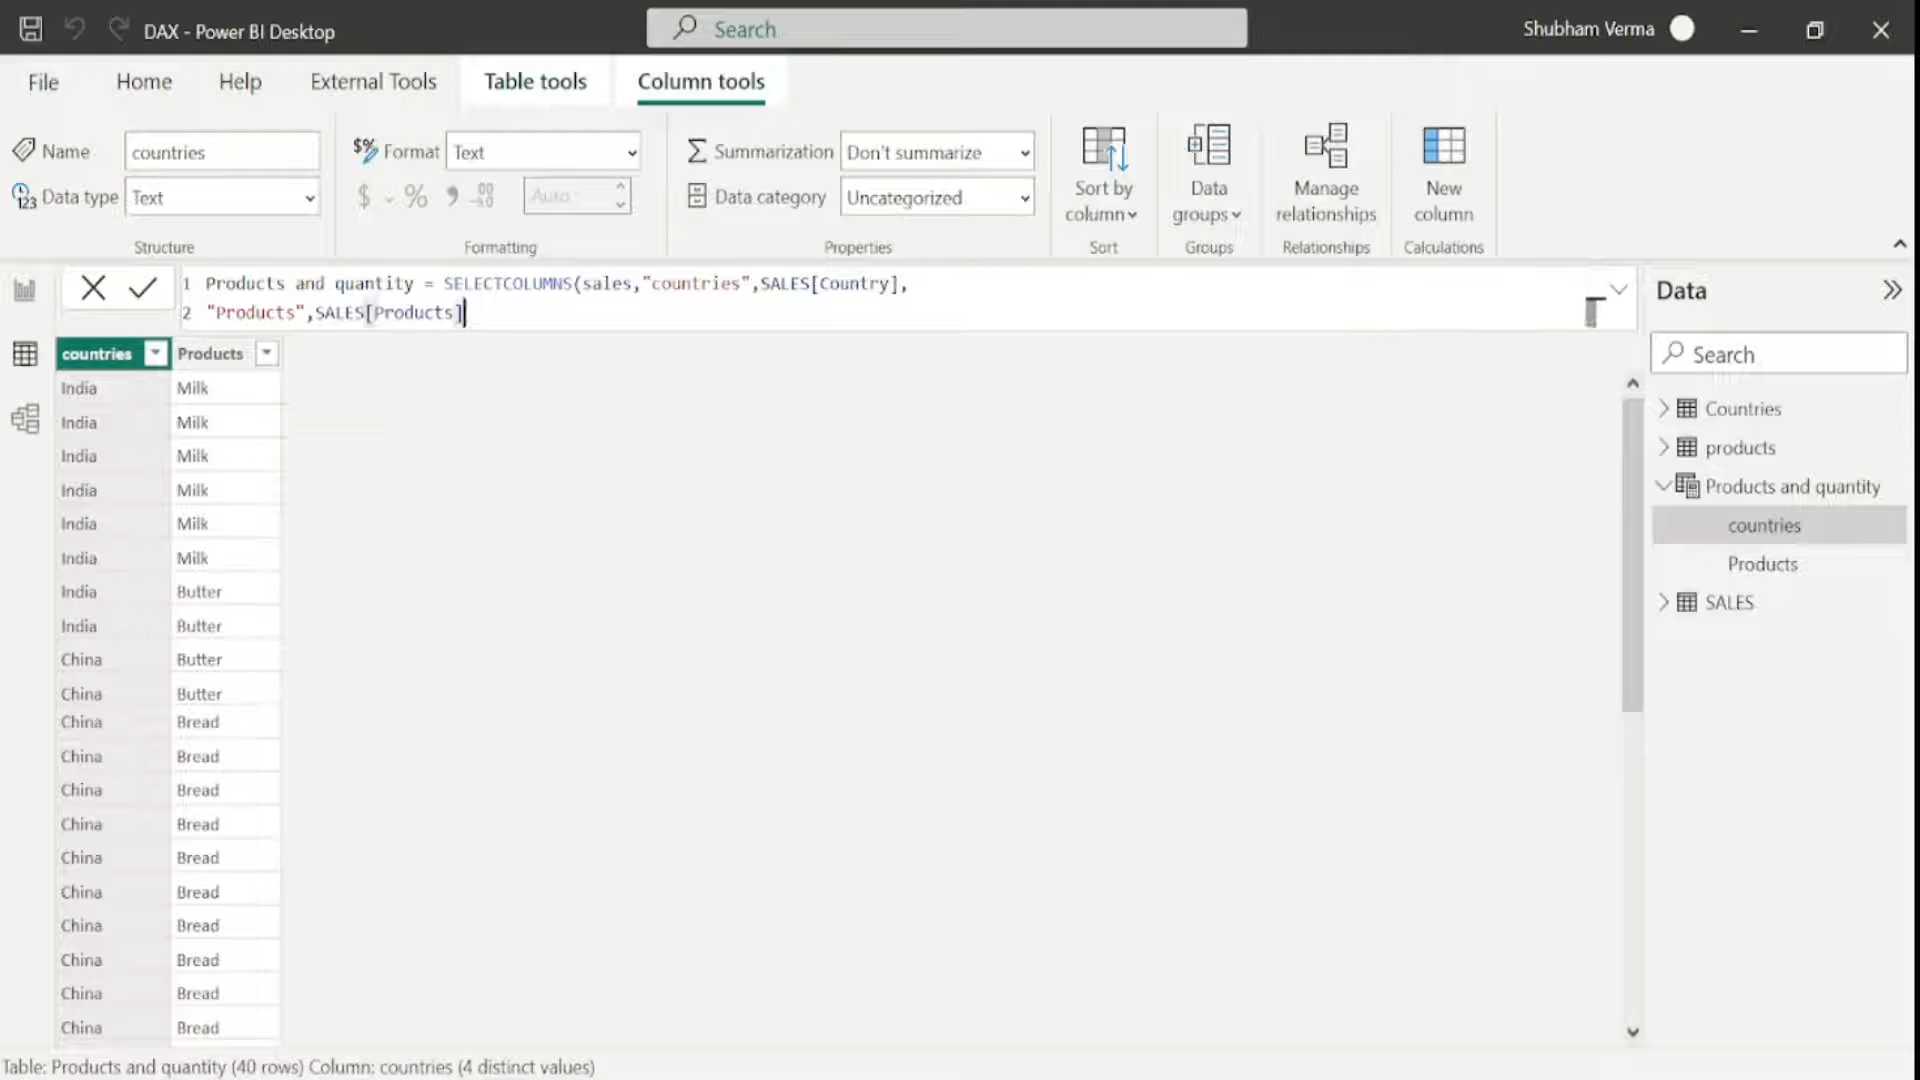 DAX - Power BI Desktop
Search
Shubham Verma
File
Home
Help
External Tools
Table tools
Column tools
Name
countries
Format
Text
Summarization
Don't summarize
Data type
Text
Auto
Data category
Uncategorized
Sort by column
Data groups
Manage relationships
New column
Structure
Formatting
Properties
Sort
Groups
Relationships
Calculations
1 Products and quantity = SELECTCOLUMNS(sales,"countries",SALES[Country],
2 "Products",SALES[Products]
countries Products
India Milk
India Milk
India Milk
India Milk
India Milk
India Milk
India Butter
India Butter
China Butter
China Butter
China Bread
China Bread
China Bread
China Bread
China Bread
China Bread
China Bread
China Bread
China Bread
China Bread
Data
Search
Countries
products
Products and quantity
countries
Products
SALES
Table: Products and quantity (40 rows) Column: countries (4 distinct values)